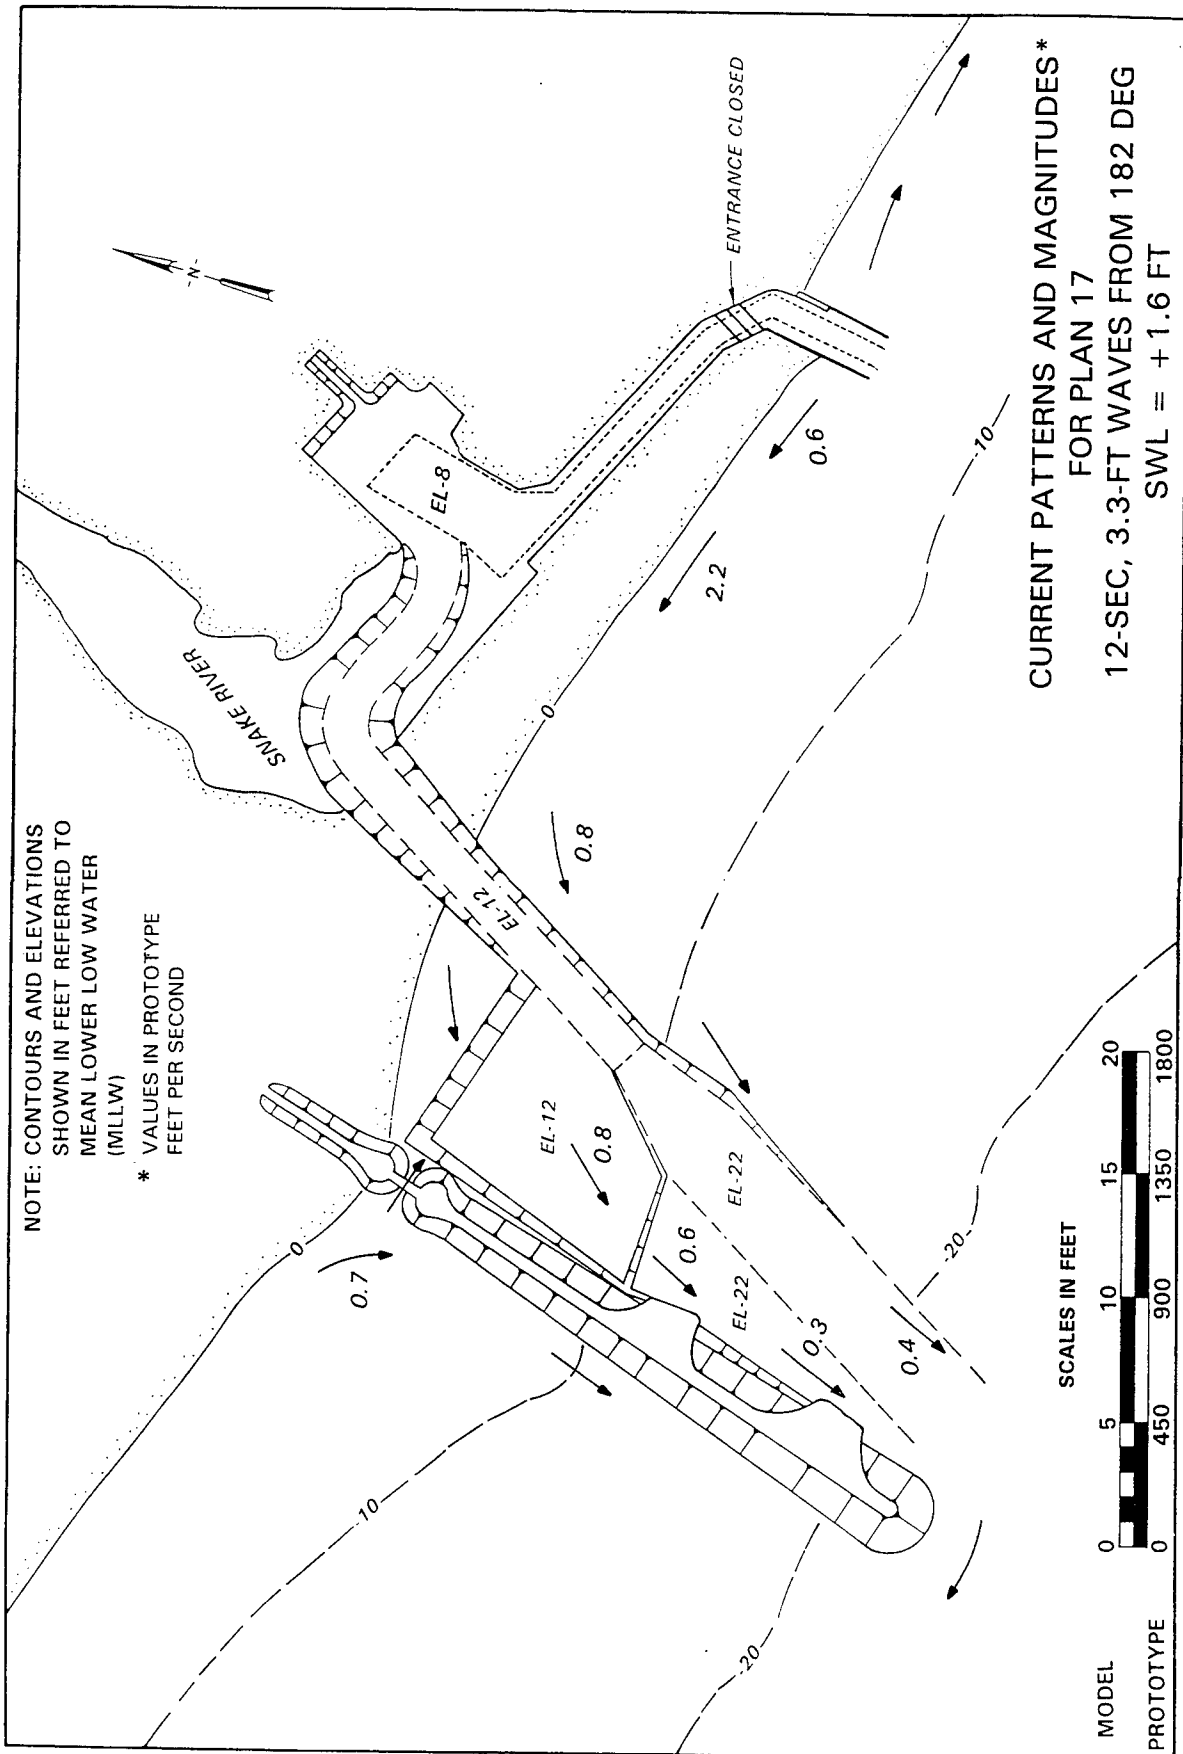 NOTE: CONTOURS AND ELEVATIONS
SHOWN IN FEET REFERRED TO
MEAN LOWER LOW WATER
(MLLW)
* VALUES IN PROTOTYPE
FEET PER SECOND
SNAKE RIVER
-N-
EL-8
ENTRANCE CLOSED
EL-12
EL-12
EL-22
EL-22
0
0
-10
-10
-20
-20
0.7
0.8
0.8
0.6
0.3
0.4
2.2
0.6
SCALES IN FEET
MODEL 0 5 10 15 20
PROTOTYPE 0 450 900 1350 1800
CURRENT PATTERNS AND MAGNITUDES*
FOR PLAN 17
12-SEC, 3.3-FT WAVES FROM 182 DEG
SWL = +1.6 FT